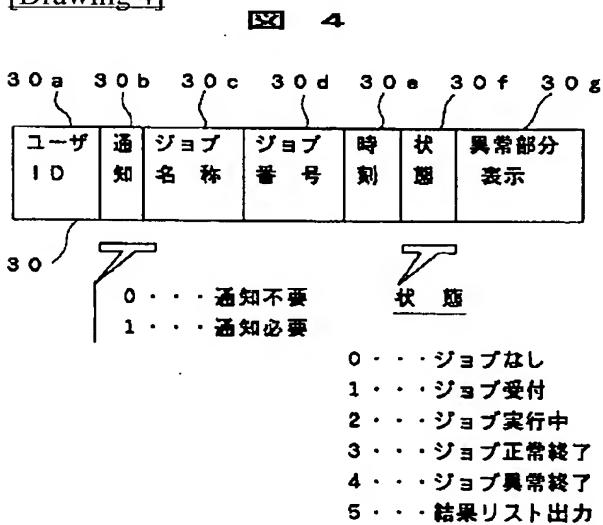 [Drawing 4]
図 4
30a 30b 30c 30d 30e 30f 30g
ユーザ 通 ジョブ ジョブ 時 状 異常部分
ID 知 名 称 番 号 刻 態 表示
30
0・・・通知不要
1・・・通知必要
状 態
0・・・ジョブなし
1・・・ジョブ受付
2・・・ジョブ実行中
3・・・ジョブ正常終了
4・・・ジョブ異常終了
5・・・結果リスト出力